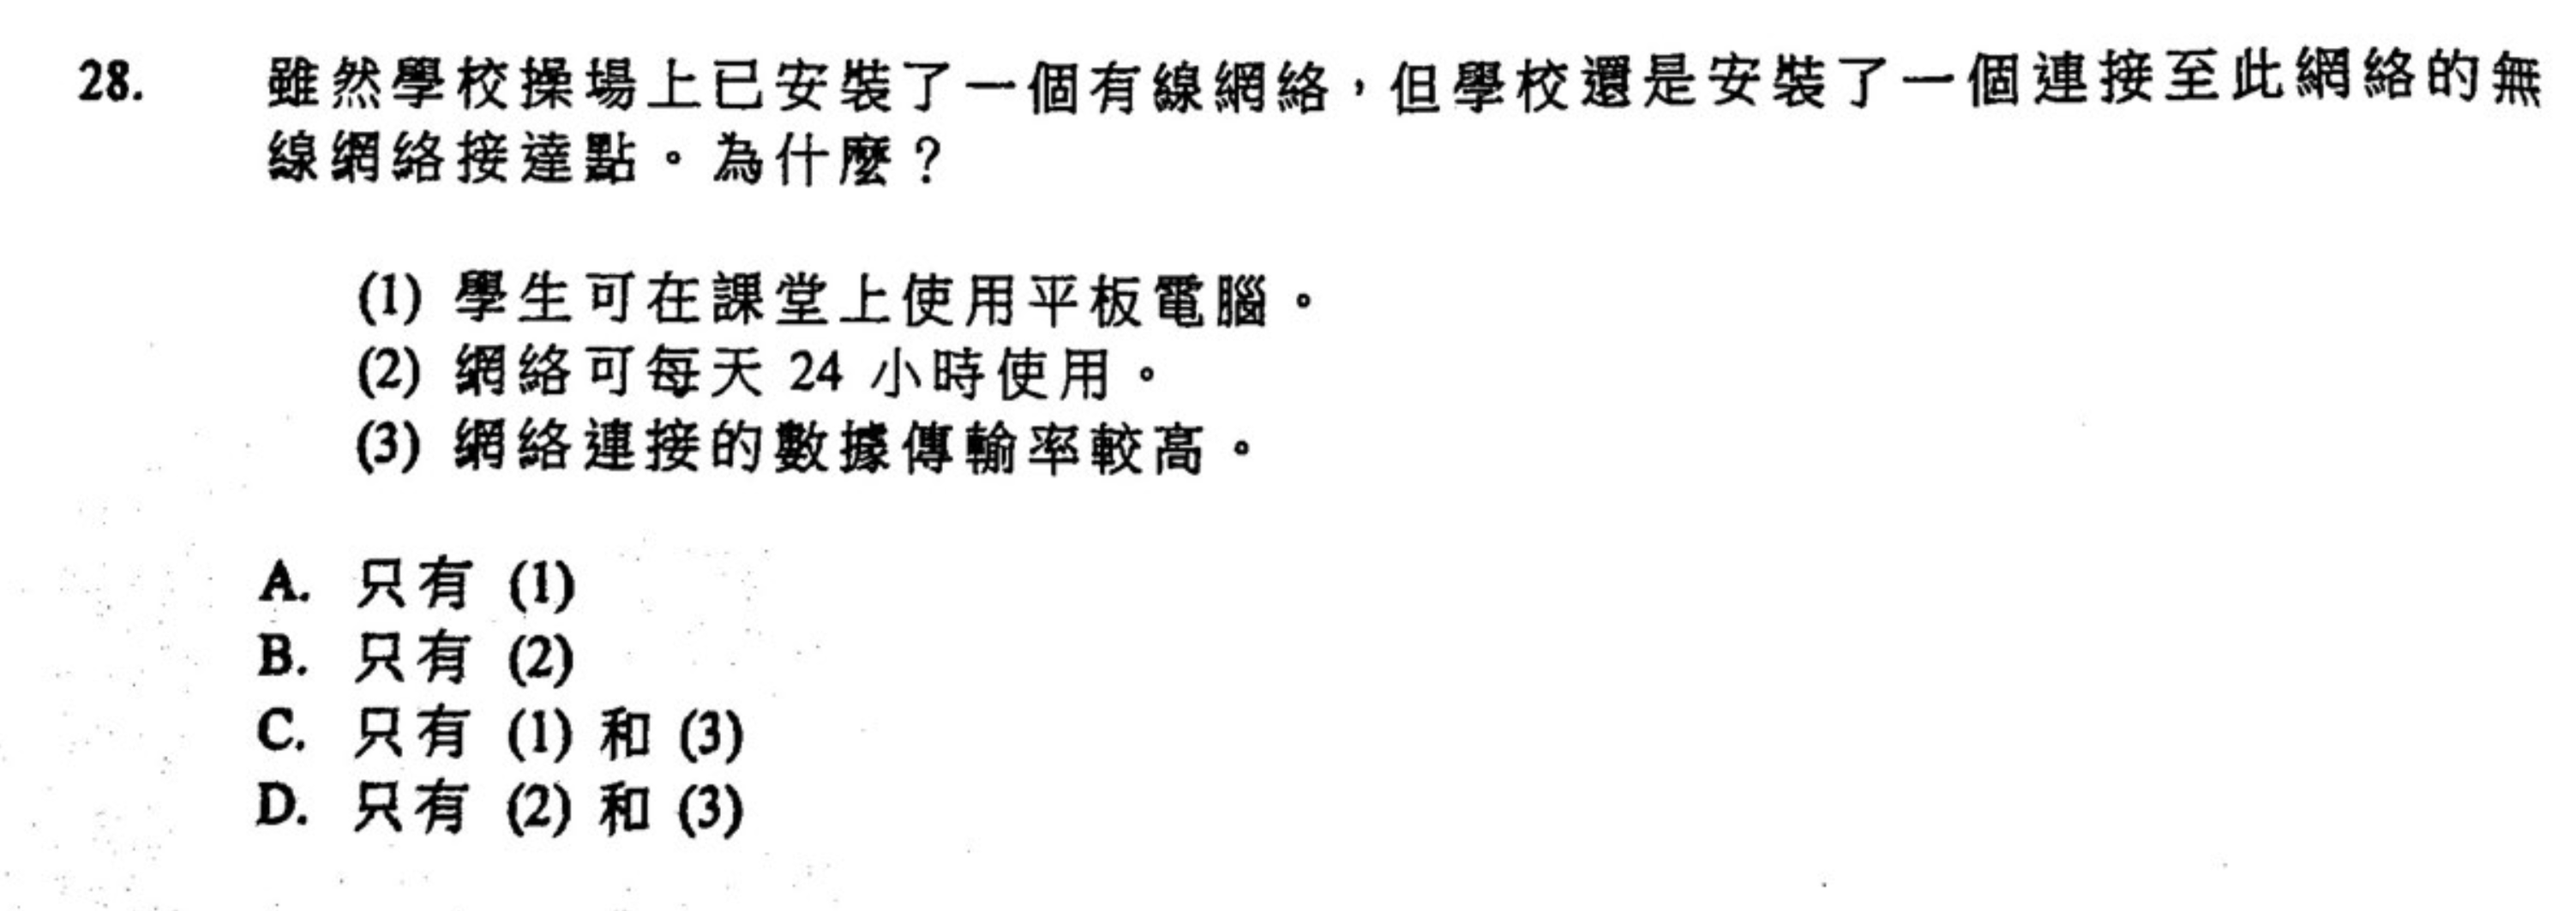 28. 雖然學校操場上已安裝了一個有線網絡，但學校還是安裝了一個連接至此網絡的無
線網絡接達點。為什麼？
(1) 學生可在課堂上使用平板電腦。
(2) 網絡可每天 24 小時使用。
(3) 網絡連接的數據傳輸率較高。
A. 只有 (1)
B. 只有 (2)
C. 只有 (1) 和 (3)
D. 只有 (2) 和 (3)